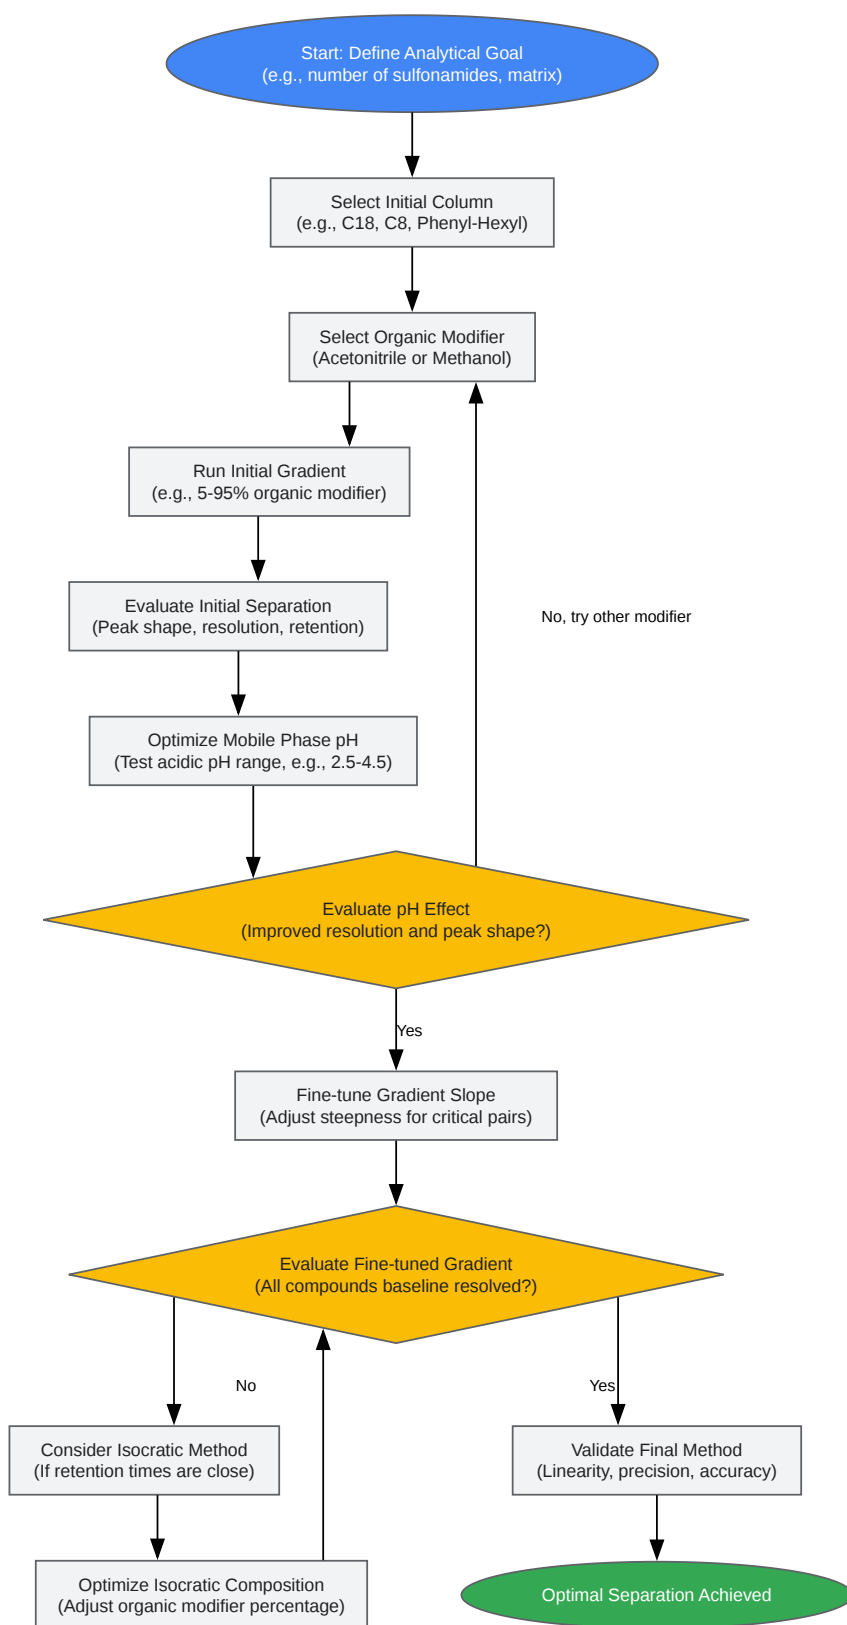 Start: Define Analytical Goal
(e.g., number of sulfonamides, matrix)
Select Initial Column
(e.g., C18, C8, Phenyl-Hexyl)
Select Organic Modifier
(Acetonitrile or Methanol)
Run Initial Gradient
(e.g., 5-95% organic modifier)
Evaluate Initial Separation
(Peak shape, resolution, retention)
No, try other modifier
Optimize Mobile Phase pH
(Test acidic pH range, e.g., 2.5-4.5)
Evaluate pH Effect
(Improved resolution and peak shape?)
Yes
Fine-tune Gradient Slope
(Adjust steepness for critical pairs)
Evaluate Fine-tuned Gradient
(All compounds baseline resolved?)
No
Yes
Consider Isocratic Method
(If retention times are close)
Validate Final Method
(Linearity, precision, accuracy)
Optimize Isocratic Composition
(Adjust organic modifier percentage)
Optimal Separation Achieved